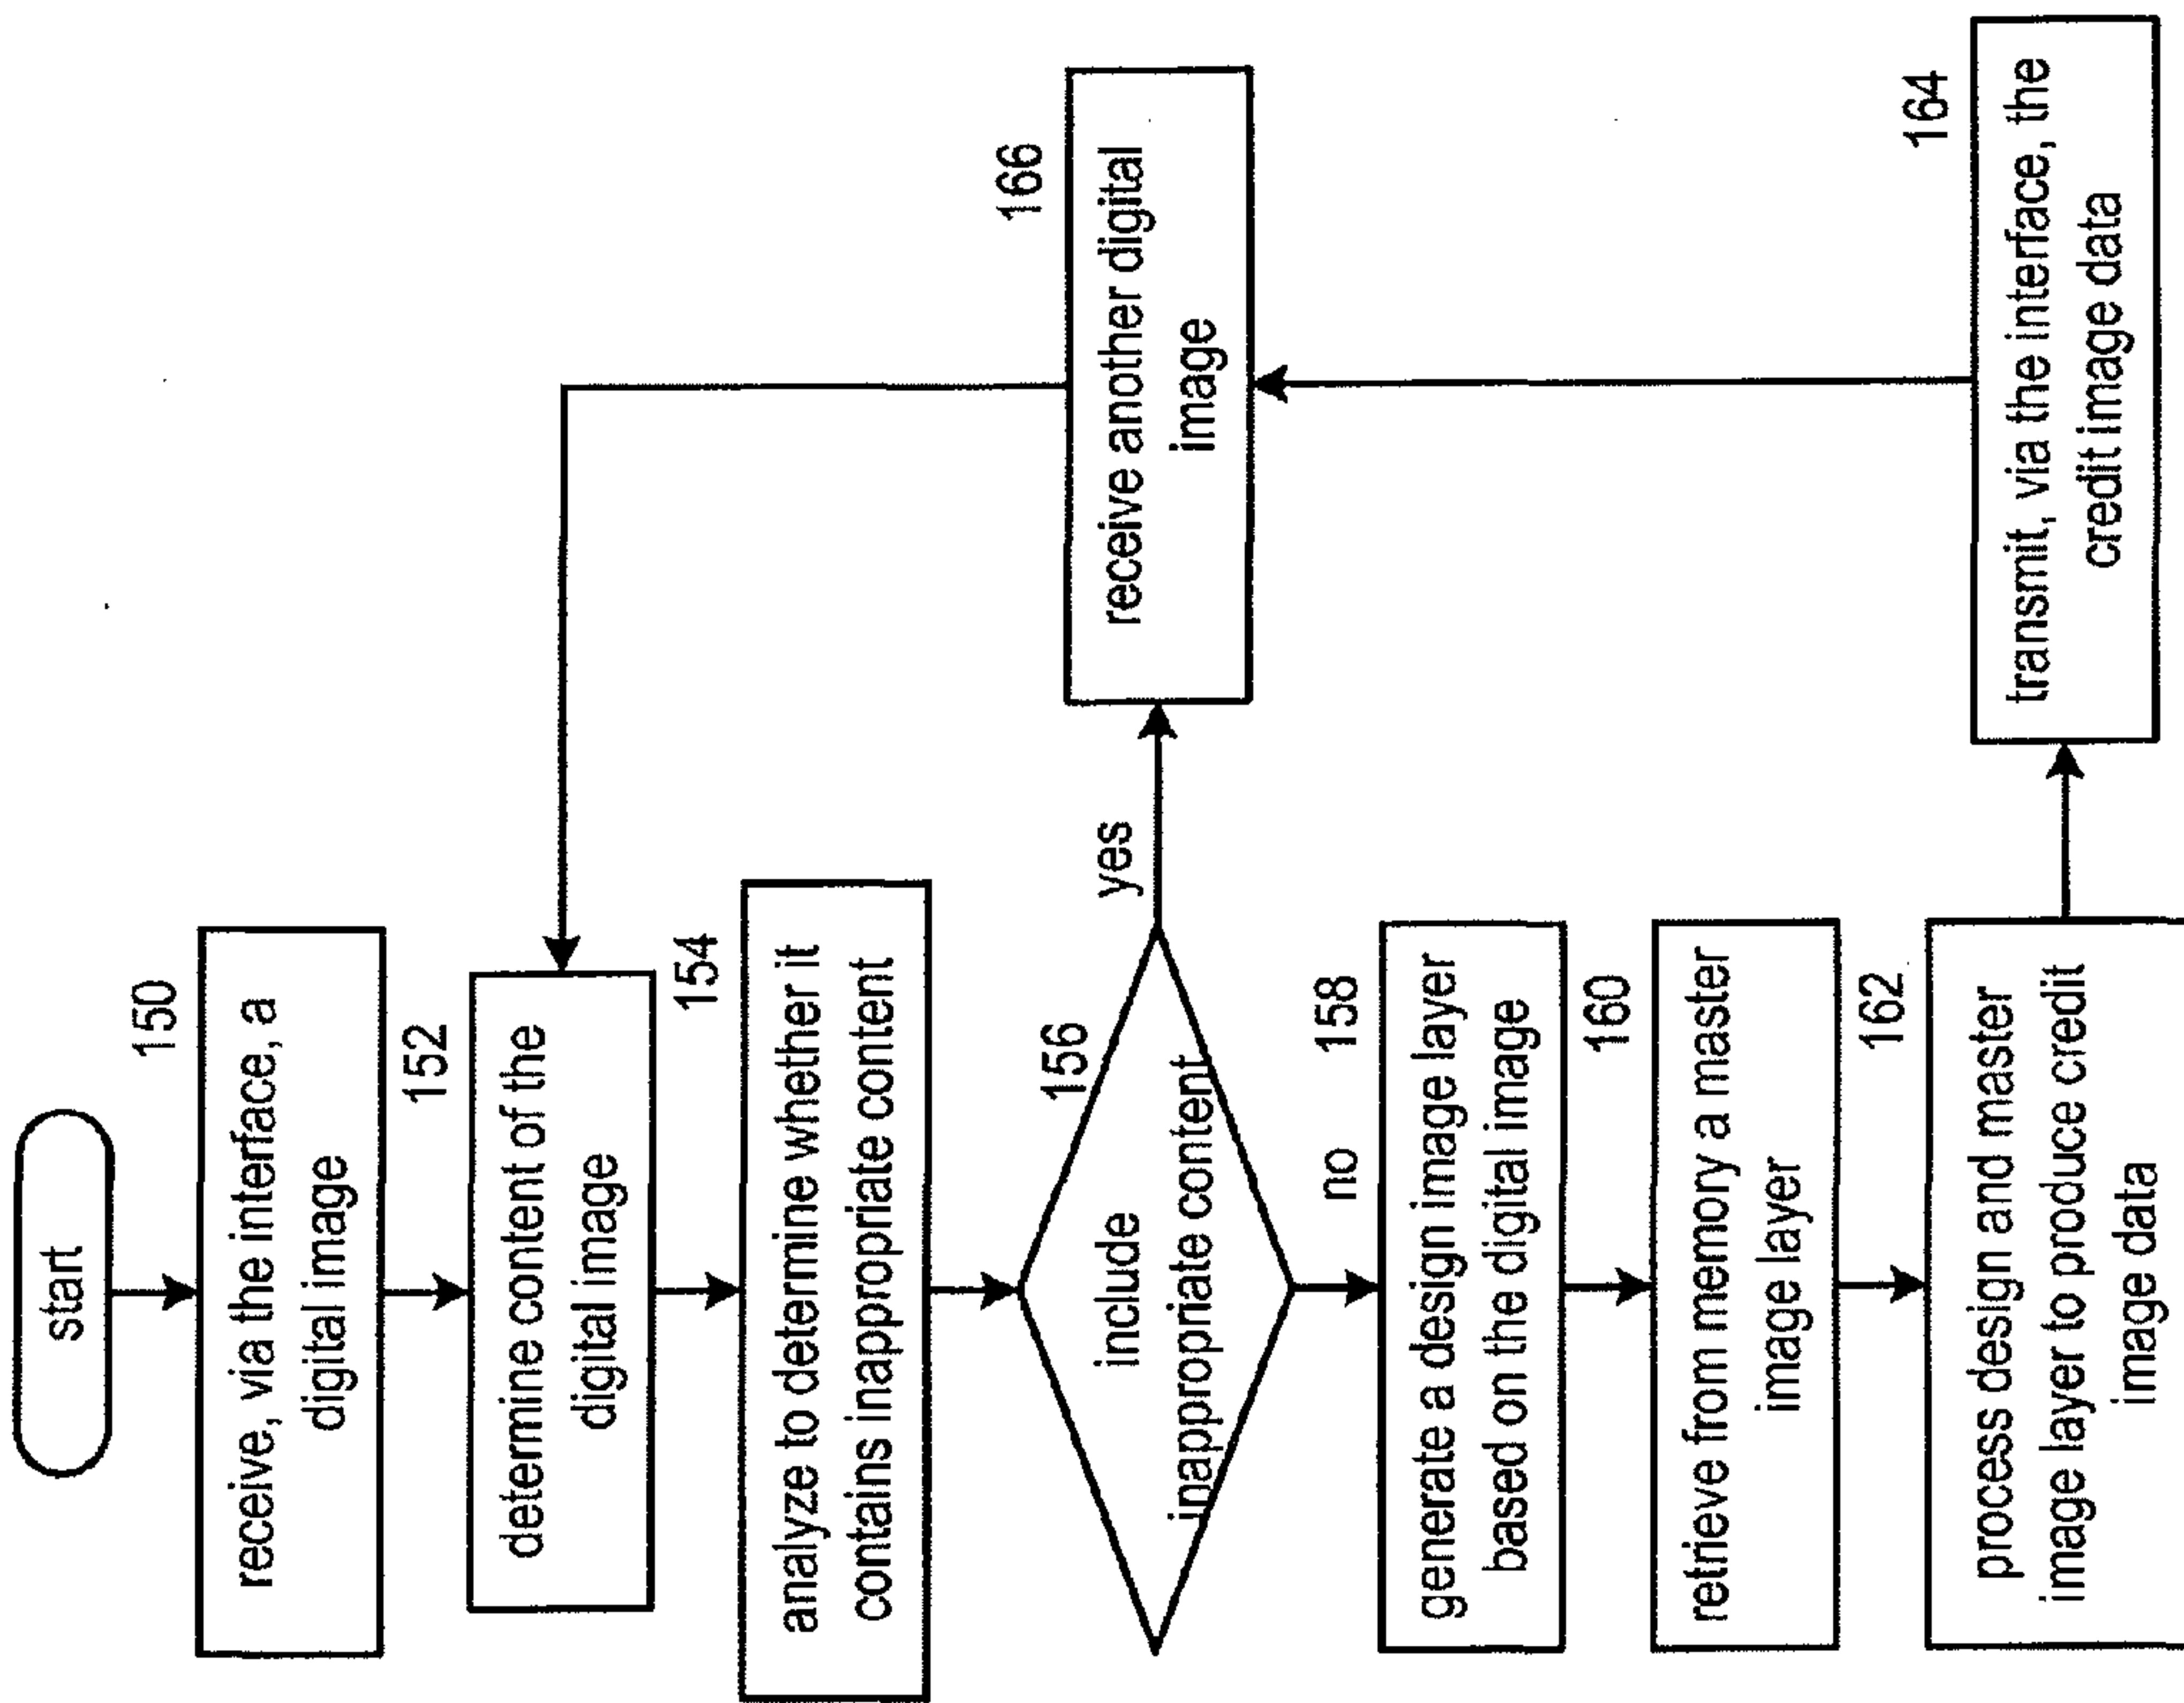 start
150
receive, via the interface, a
digital image
152
determine content of the
digital image
154
analyze to determine whether it
contains inappropriate content
156
include
inappropriate content
yes
no
166
receive another digital
image
158
generate a design image layer
based on the digital image
160
retrieve from memory a master
image layer
162
process design and master
image layer to produce credit
image data
164
transmit, via the interface, the
credit image data